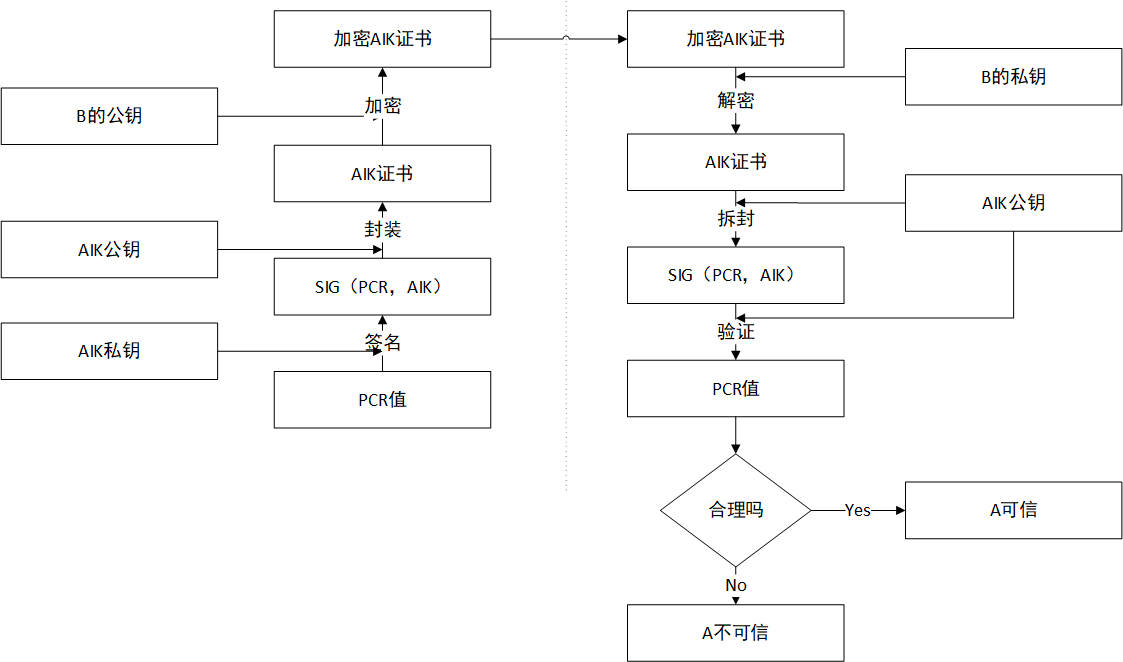 加密AIK证书
B的公钥
加密
AIK证书
封装
AIK公钥
SIG（PCR，AIK）
签名
AIK私钥
PCR值
加密AIK证书
B的私钥
解密
AIK证书
AIK公钥
拆封
SIG（PCR，AIK）
验证
PCR值
合理吗
Yes
A可信
No
A不可信